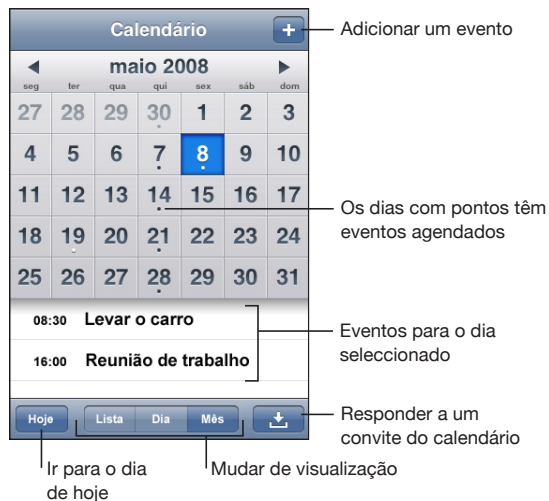 Calendário
+
Adicionar um evento
maio 2008
seg ter qua qui sex sáb dom
27 28 29 30 1 2 3
4 5 6 7 8 9 10
11 12 13 14 15 16 17
18 19 20 21 22 23 24
25 26 27 28 29 30 31
Os dias com pontos têm
eventos agendados
08:30 Levar o carro
16:00 Reunião de trabalho
Eventos para o dia
seleccionado
Hoje Lista Dia Mês
Responder a um
convite do calendário
Ir para o dia
de hoje
Mudar de visualização